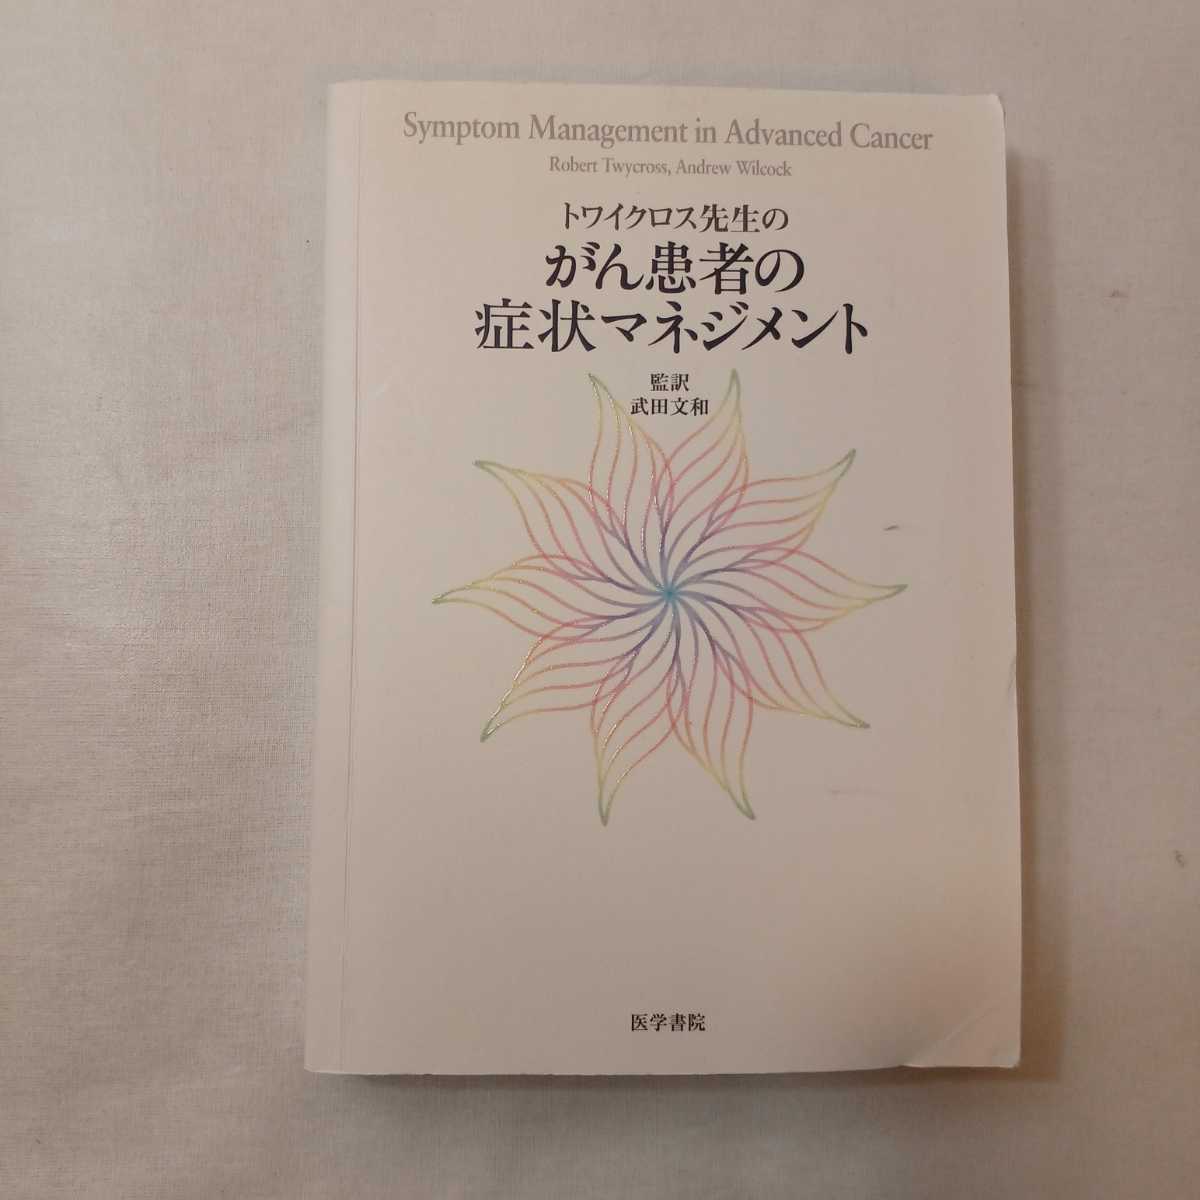 Symptom Management in Advanced Cancer
Robert Twycross, Andrew Wilcock
トワイクロス先生の
がん患者の
症状マネジメント
監訳
武田文和
医学書院